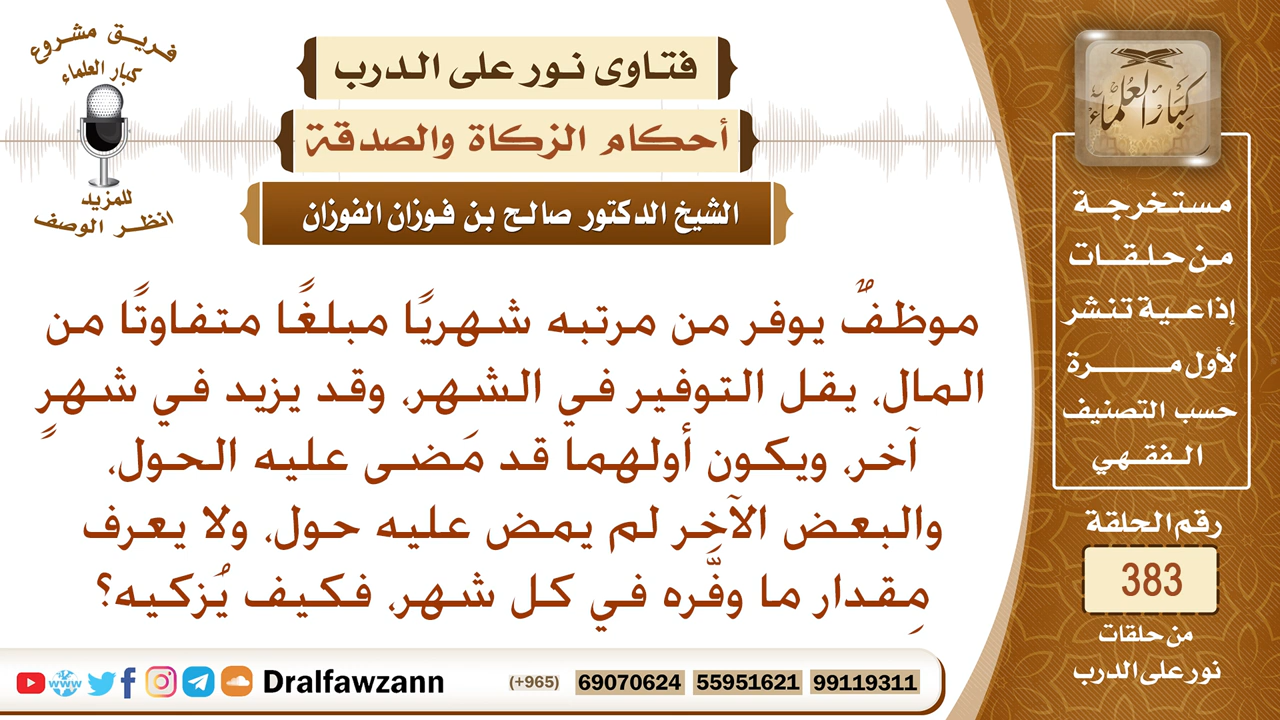 فريق مشروع
كبار العلماء
للمزيد
انظر الوصف
فتاوى نور على الدرب
أحكام الزكاة والصدقة
الشيخ الدكتور صالح بن فوزان الفوزان
موظفٌ يوفر من مرتبه شهريًا مبلغًا متفاوتًا من
المال، يقل التوفير في الشهر، وقد يزيد في شهرٍ
آخر، ويكون أولهما قد مَضى عليه الحول،
والبعض الآخر لم يمض عليه حول، ولا يعرف
مِقدار ما وفَّره في كل شهر، فكيف يُزكيه؟
كبار العلماء
مستخرجة
من حلقات
إذاعية تنشر
لأول مرة
حسب التصنيف
الفقهي
رقم الحلقة
383
من حلقات
نور على الدرب
www Dralfawzann (+965) 69070624 55951621 99119311